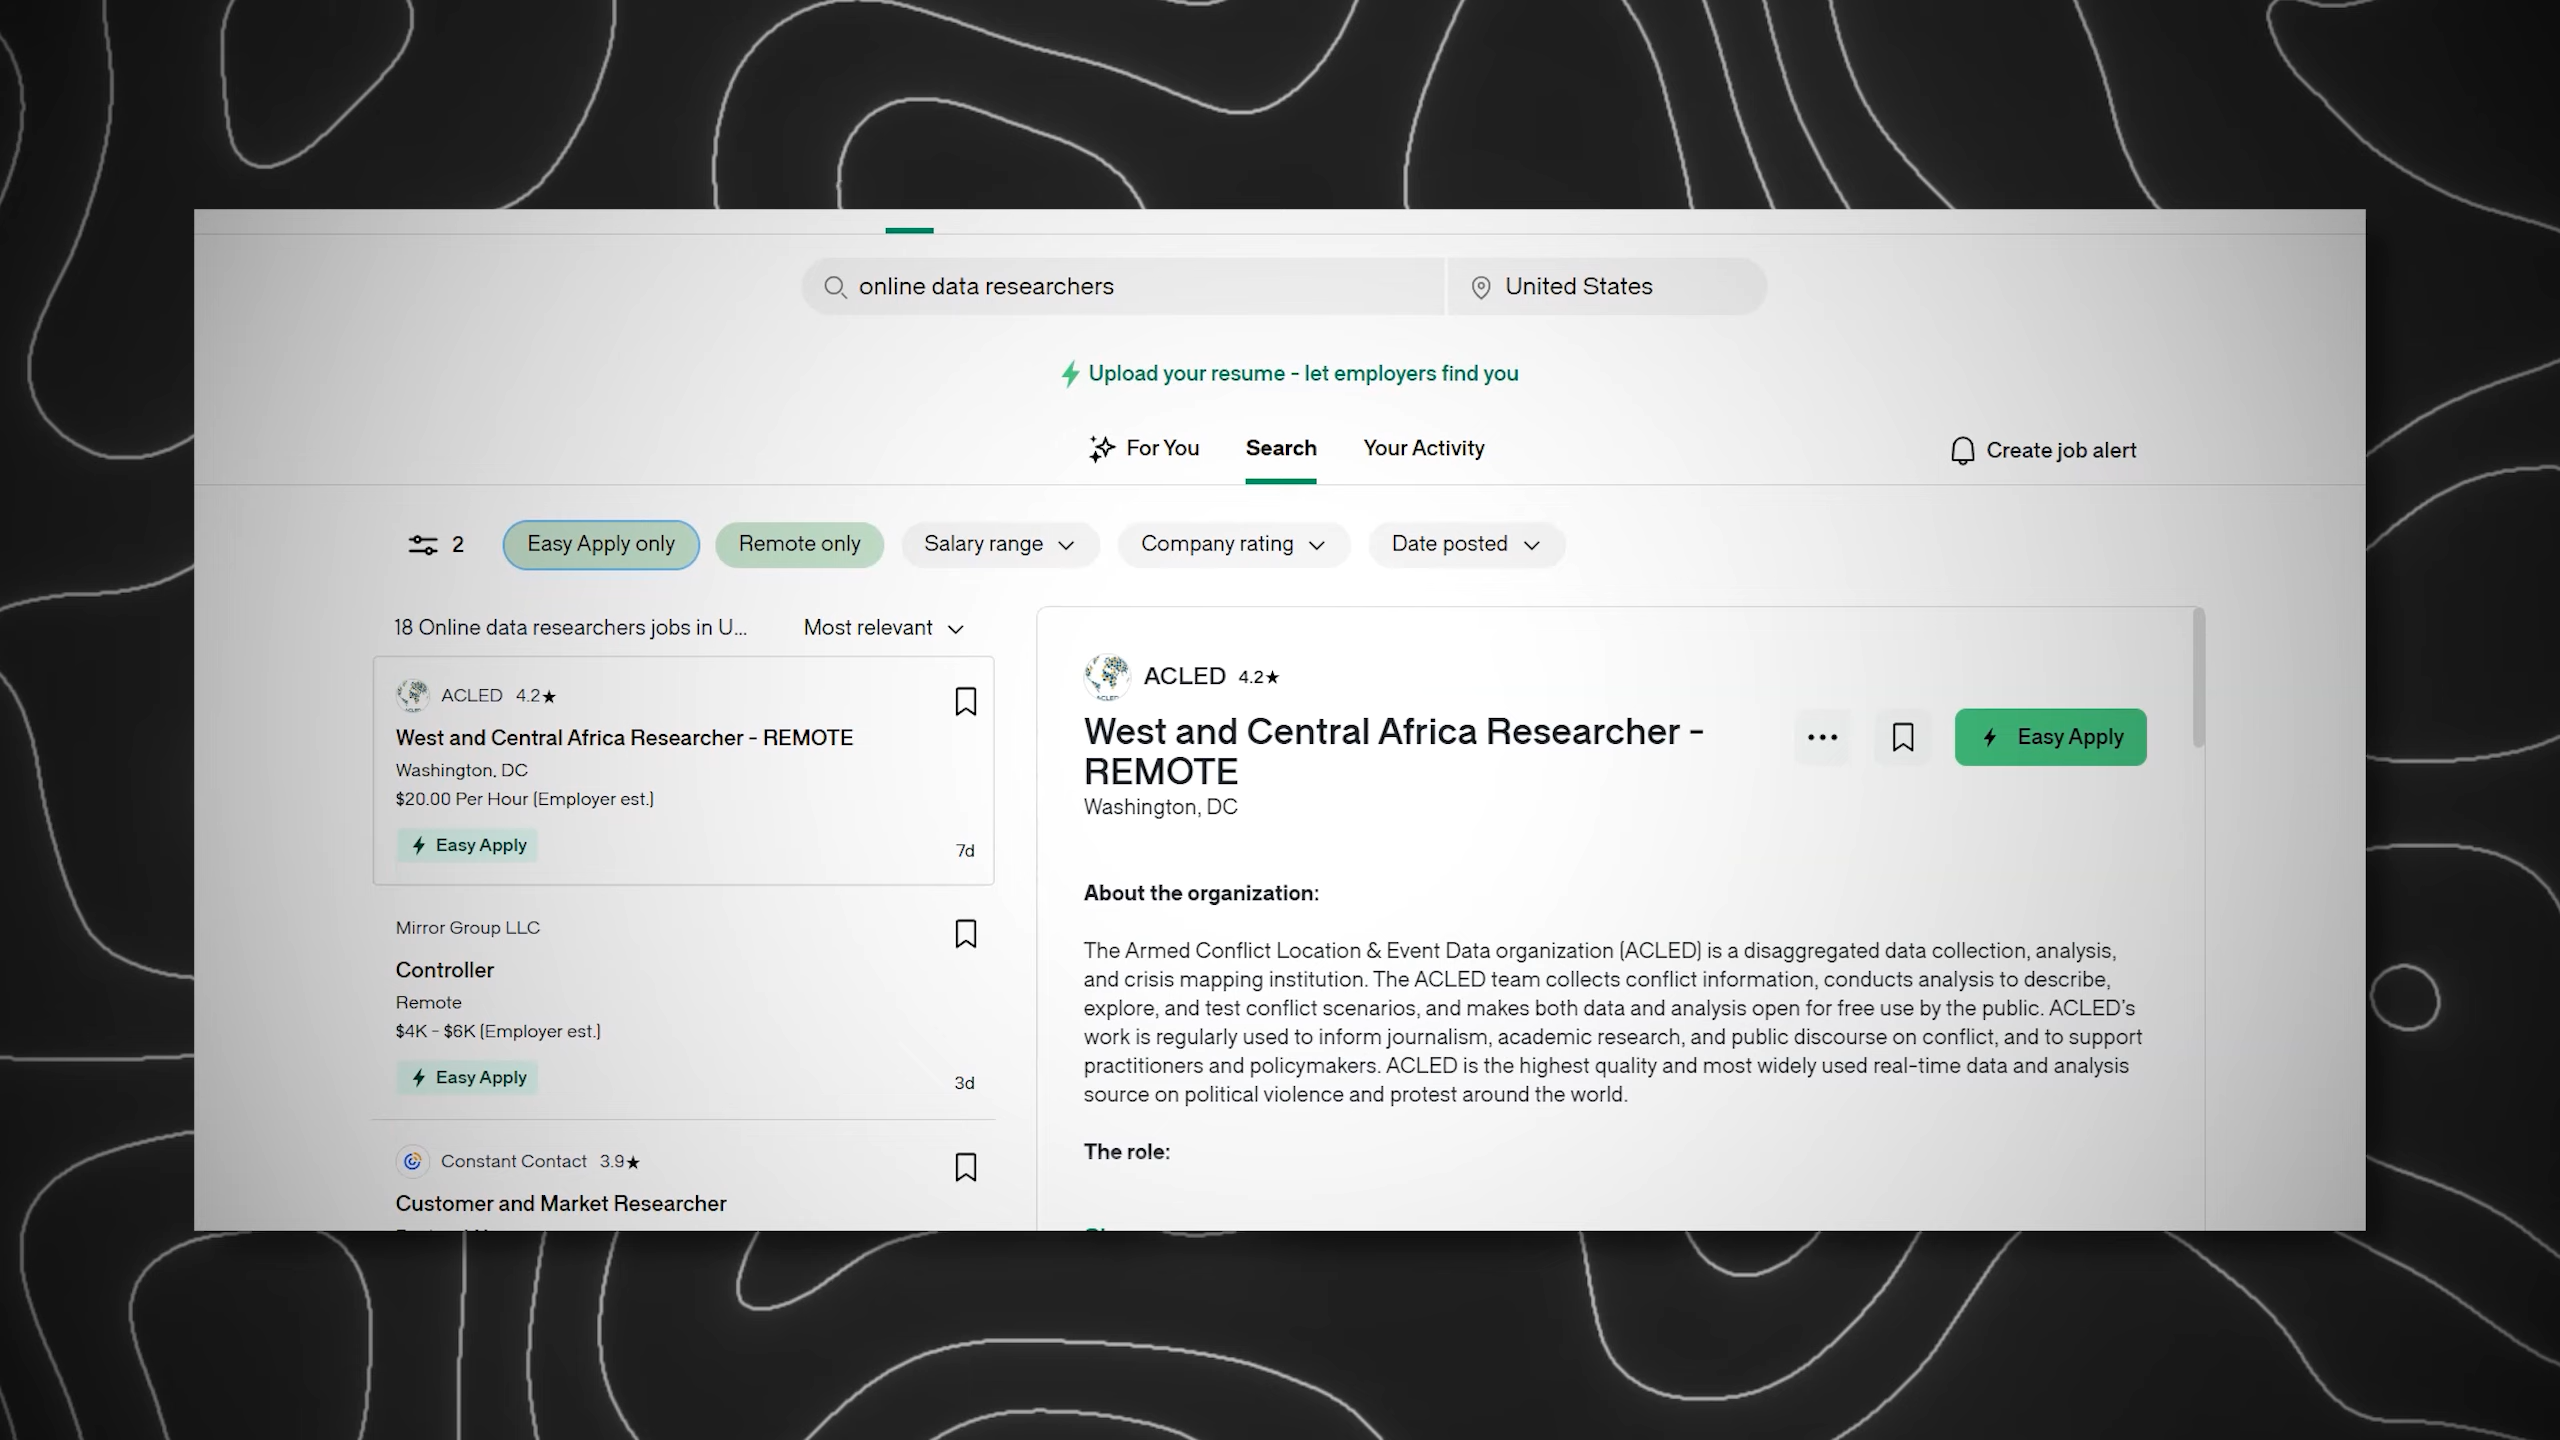 online data researchers
United States
Upload your resume - let employers find you
For You
Search
Your Activity
Create job alert
2
Easy Apply only
Remote only
Salary range
Company rating
Date posted
18 Online data researchers jobs in U...
Most relevant
ACLED 4.2★
West and Central Africa Researcher - REMOTE
Washington, DC
$20.00 Per Hour (Employer est.)
Easy Apply
7d
Mirror Group LLC
Controller
Remote
$4K - $6K (Employer est.)
Easy Apply
3d
Constant Contact 3.9★
Customer and Market Researcher
ACLED 4.2★
West and Central Africa Researcher -
REMOTE
Washington, DC
Easy Apply
About the organization:
The Armed Conflict Location & Event Data organization (ACLED) is a disaggregated data collection, analysis,
and crisis mapping institution. The ACLED team collects conflict information, conducts analysis to describe,
explore, and test conflict scenarios, and makes both data and analysis open for free use by the public. ACLED's
work is regularly used to inform journalism, academic research, and public discourse on conflict, and to support
practitioners and policymakers. ACLED is the highest quality and most widely used real-time data and analysis
source on political violence and protest around the world.
The role: